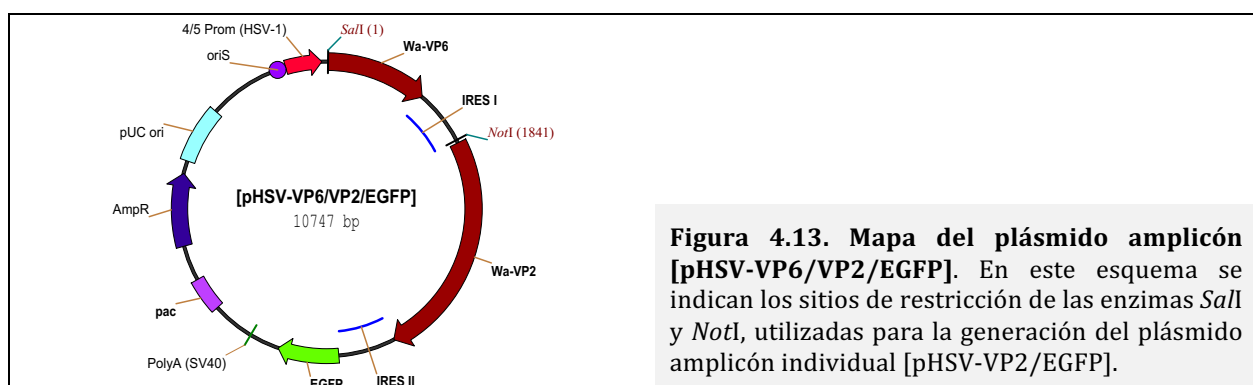 4/5 Prom (HSV-1)
SalI (1)
Wa-VP6
oriS
IRES I
NotI (1841)
pUC ori
[pHSV-VP6/VP2/EGFP]
10747 bp
AmpR
Wa-VP2
pac
PolyA (SV40)
EGFP
IRES II
Figura 4.13. Mapa del plásmido amplicón
[pHSV-VP6/VP2/EGFP]. En este esquema se
indican los sitios de restricción de las enzimas SalI
y NotI, utilizadas para la generación del plásmido
amplicón individual [pHSV-VP2/EGFP].